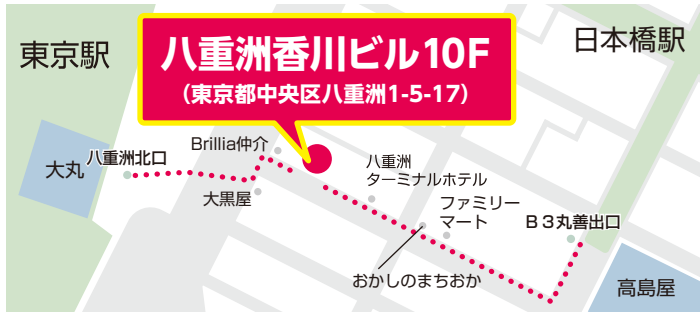 東京駅
八重洲香川ビル10F
(東京都中央区八重洲1-5-17)
日本橋駅
大丸
八重洲北口
Brillia仲介
大黒屋
八重洲
ターミナルホテル
ファミリー
マート
B3丸善出口
おかしのまちおか
高島屋